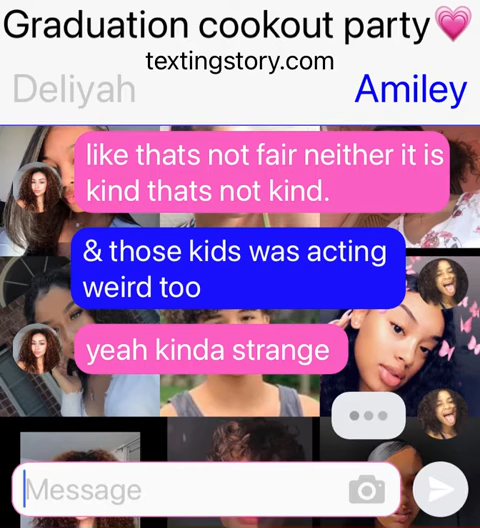 Graduation cookout party💗
textingstory.com
Deliyah
Amiley
like thats not fair neither it is
kind thats not kind.
& those kids was acting
weird too
yeah kinda strange
Message